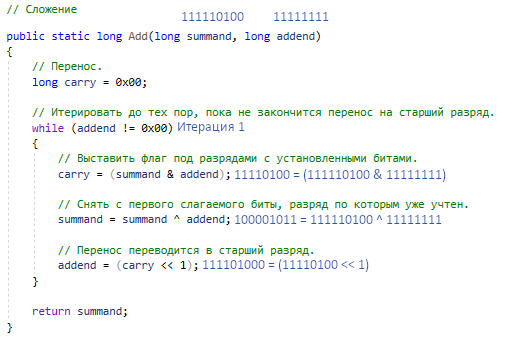 // Сложение
111110100 11111111
public static long Add(long summand, long addend)
{
// Перенос.
long carry = 0x00;
// Итерировать до тех пор, пока не закончится перенос на старший разряд.
while (addend != 0x00) Итерация 1
{
// Выставить флаг под разрядами с установленными битами.
carry = (summand & addend); 11110100 = (111110100 & 11111111)
// Снять с первого слагаемого биты, разряд по которым уже учтен.
summand = summand ^ addend; 100001011 = 111110100 ^ 11111111
// Перенос переводится в старший разряд.
addend = (carry << 1); 111101000 = (11110100 << 1)
}
return summand;
}